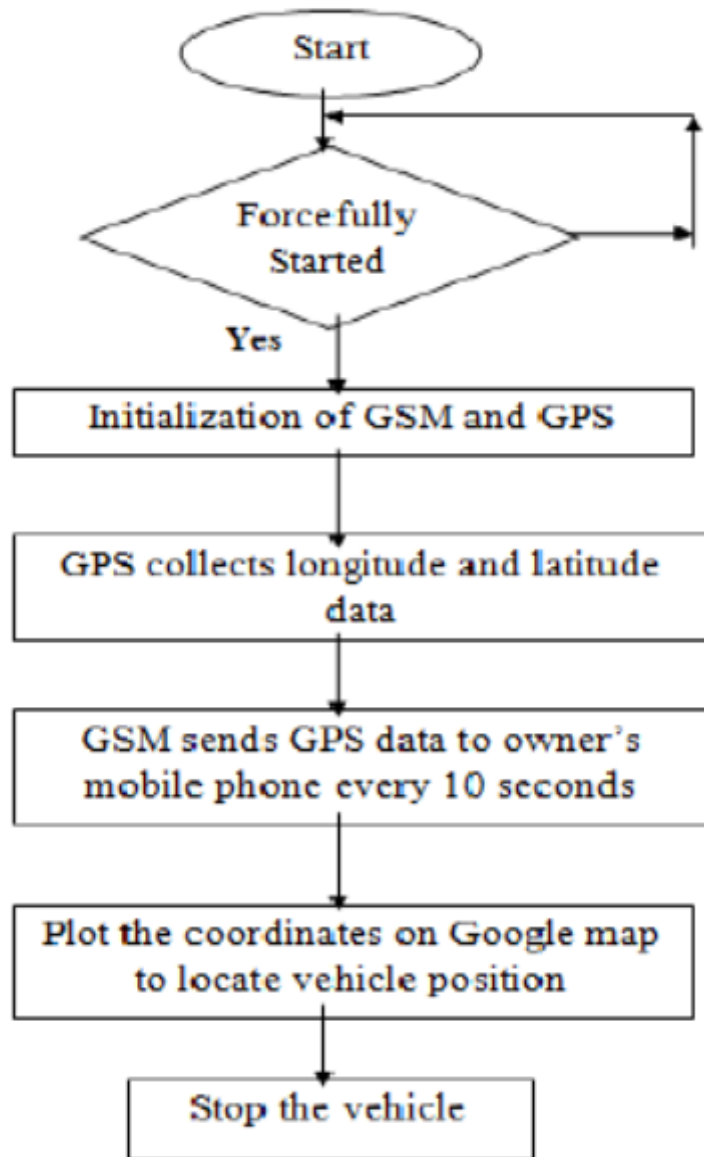 Start
Forcefully
Started
Yes
Initialization of GSM and GPS
GPS collects longitude and latitude
data
GSM sends GPS data to owner's
mobile phone every 10 seconds
Plot the coordinates on Google map
to locate vehicle position
Stop the vehicle